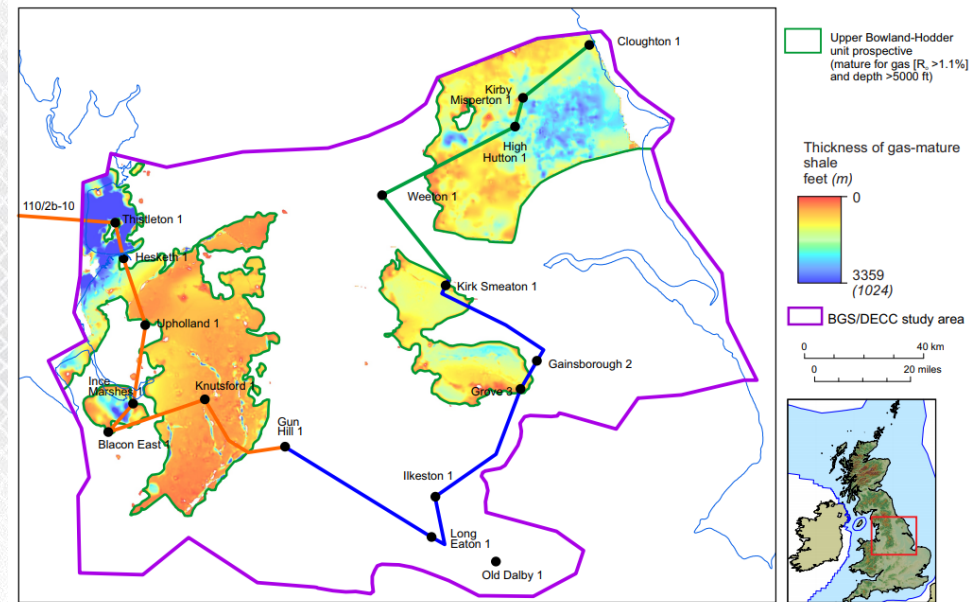 Cloughton 1
Kirby
Misperton 1
High
Hutton 1
Weeton 1
110/2b-10
Thistleton 1
Hesketh 1
Kirk Smeaton 1
Upholland 1
Gainsborough 2
Ince
Marshes 1
Knutsford 1
Grove 3
Blacon East 1
Gun
Hill 1
Ilkeston 1
Long
Eaton 1
Old Dalby 1
Upper Bowland-Hodder
unit prospective
(mature for gas [Rₒ >1.1%]
and depth >5000 ft)
Thickness of gas-mature
shale
feet (m)
0
3359
(1024)
BGS/DECC study area
0 40 km
0 20 miles